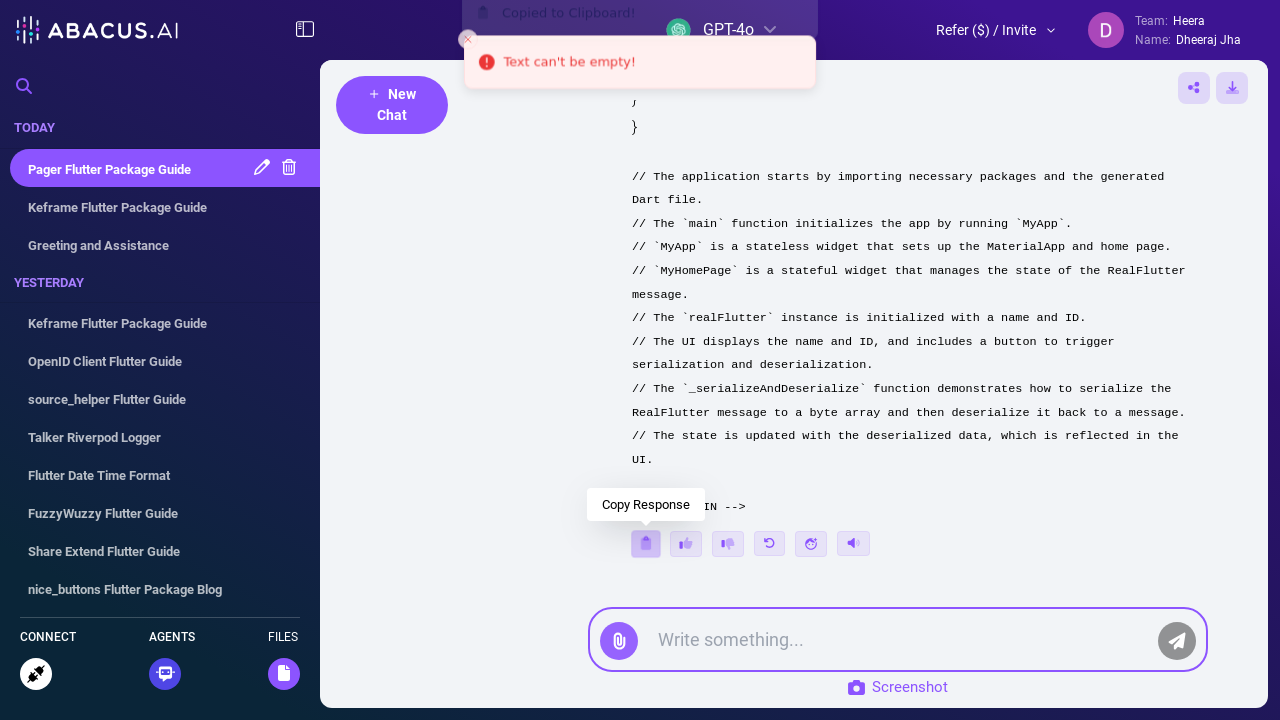 ABACUS.AI
Copied to Clipboard!
GPT-4o
Text can't be empty!
Refer ($) / Invite
D
Team: Heera
Name: Dheeraj Jha
TODAY
Pager Flutter Package Guide
Keframe Flutter Package Guide
Greeting and Assistance
YESTERDAY
Keframe Flutter Package Guide
OpenID Client Flutter Guide
source_helper Flutter Guide
Talker Riverpod Logger
Flutter Date Time Format
FuzzyWuzzy Flutter Guide
Share Extend Flutter Guide
nice_buttons Flutter Package Blog
CONNECT
AGENTS
FILES
+ New
Chat
}
}
// The application starts by importing necessary packages and the generated
Dart file.
// The `main` function initializes the app by running `MyApp`.
// `MyApp` is a stateless widget that sets up the MaterialApp and home page.
// `MyHomePage` is a stateful widget that manages the state of the RealFlutter
message.
// The `realFlutter` instance is initialized with a name and ID.
// The UI displays the name and ID, and includes a button to trigger
serialization and deserialization.
// The `_serializeAndDeserialize` function demonstrates how to serialize the
RealFlutter message to a byte array and then deserialize it back to a message.
// The state is updated with the deserialized data, which is reflected in the
UI.
IN -->
Copy Response
Write something...
Screenshot